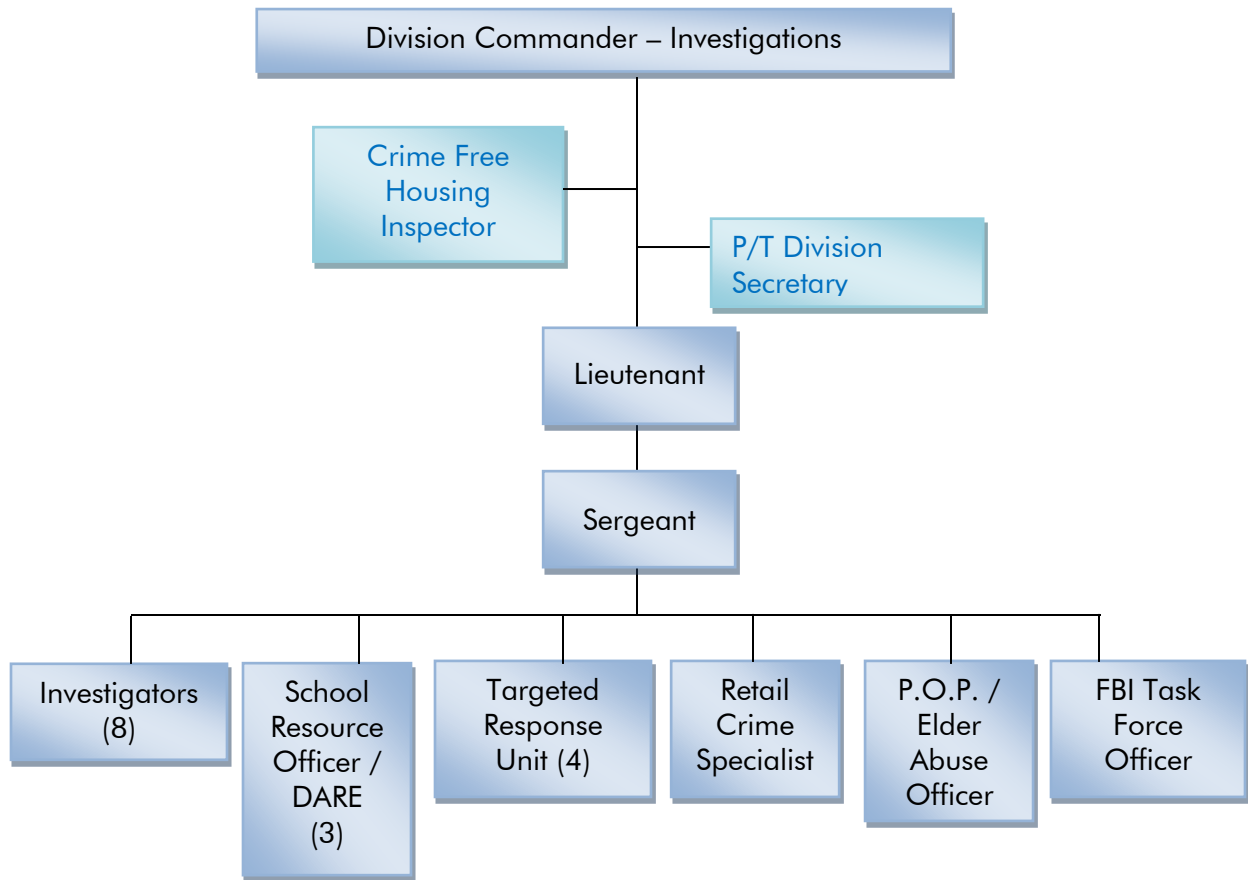 Division Commander – Investigations
Crime Free
Housing
Inspector
P/T Division
Secretary
Lieutenant
Sergeant
Investigators
(8)
School
Resource
Officer /
DARE
(3)
Targeted
Response
Unit (4)
Retail
Crime
Specialist
P.O.P. /
Elder
Abuse
Officer
FBI Task
Force
Officer